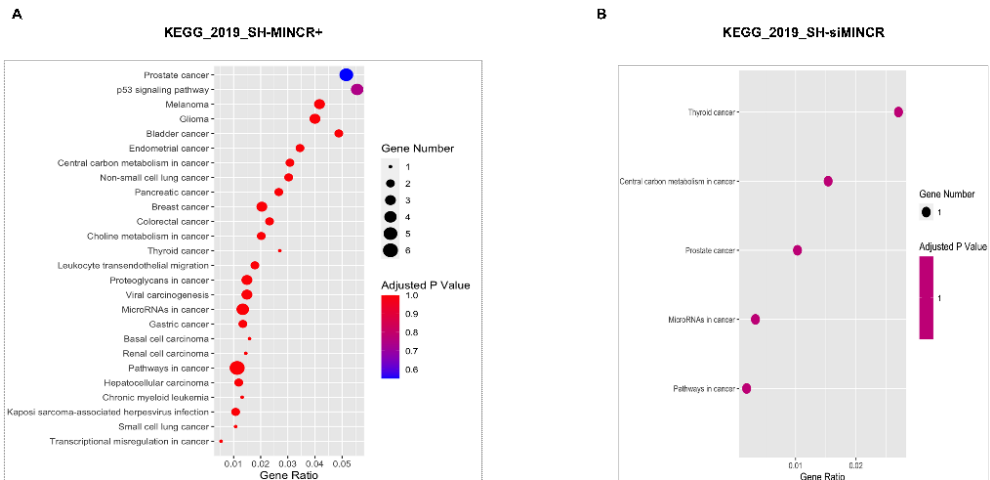 A
KEGG_2019_SH-MINCR+
Prostate cancer
p53 signaling pathway
Melanoma
Glioma
Bladder cancer
Endometrial cancer
Central carbon metabolism in cancer
Non-small cell lung cancer
Pancreatic cancer
Breast cancer
Colorectal cancer
Choline metabolism in cancer
Thyroid cancer
Leukocyte transendothelial migration
Proteoglycans in cancer
Viral carcinogenesis
MicroRNAs in cancer
Gastric cancer
Basal cell carcinoma
Renal cell carcinoma
Pathways in cancer
Hepatocellular carcinoma
Chronic myeloid leukemia
Kaposi sarcoma-associated herpesvirus infection
Small cell lung cancer
Transcriptional misregulation in cancer
0.01 0.02 0.03 0.04 0.05
Gene Ratio
Gene Number
1
2
3
4
5
6
Adjusted P Value
1.0
0.9
0.8
0.7
0.6
B
KEGG_2019_SH-siMINCR
Thyroid cancer
Central carbon metabolism in cancer
Prostate cancer
MicroRNAs in cancer
Pathways in cancer
0.01 0.02
Gene Ratio
Gene Number
1
Adjusted P Value
1